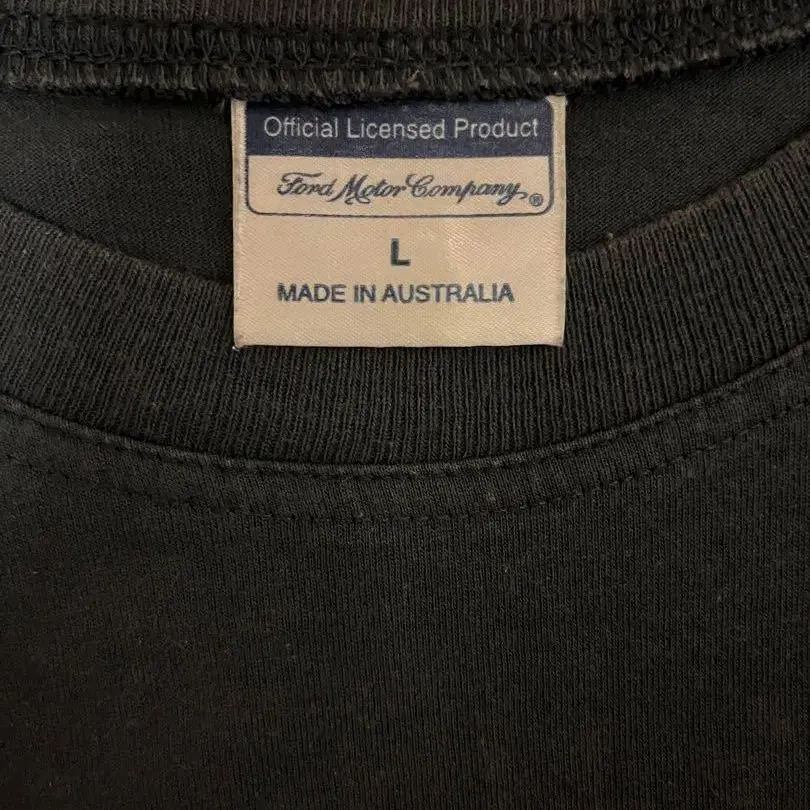 Official Licensed Product
Ford Motor Company®
L
MADE IN AUSTRALIA